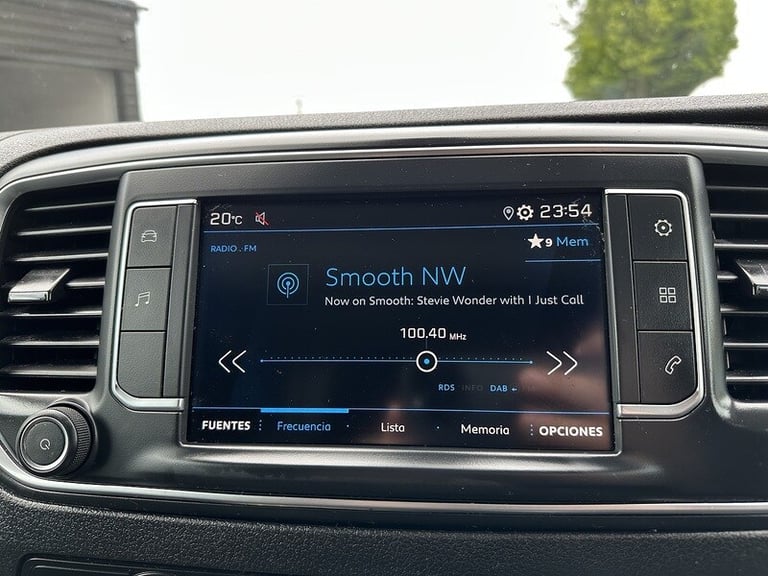 20°C 23:54
RADIO . FM
9 Mem
Smooth NW
Now on Smooth: Stevie Wonder with I Just Call
100.40 MHz
RDS INFO DAB
FUENTES Frecuencia Lista Memoria OPCIONES